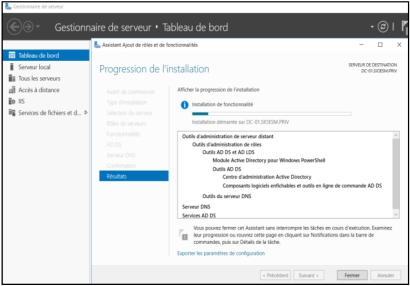 Gestionnaire de serveur
Gestionnaire de serveur • Tableau de bord
Tableau de bord
Serveur local
Tous les serveurs
Accès à distance
IIS
Services de fichiers et d...
Assistant Ajout de rôles et de fonctionnalités
Progression de l'installation
SERVEUR DE DESTINATION
DC-01.SIOESM.PRIV
Avant de commencer
Type d'installation
Sélection du serveur
Rôles de serveurs
Fonctionnalités
AD DS
Serveur DNS
Confirmation
Résultats
Afficher la progression de l'installation
Installation de fonctionnalité
Installation démarrée sur DC-01.SIOESM.PRIV
Outils d'administration de serveur distant
Outils d'administration de rôles
Outils AD DS et AD LDS
Module Active Directory pour Windows PowerShell
Outils AD DS
Centre d'administration Active Directory
Composants logiciels enfichables et outils en ligne de commande AD DS
Outils du serveur DNS
Serveur DNS
Services AD DS
Vous pouvez fermer cet Assistant sans interrompre les tâches en cours d'exécution. Examinez
leur progression ou rouvrez cette page en cliquant sur Notifications dans la barre de
commandes, puis sur Détails de la tâche.
Exporter les paramètres de configuration
< Précédent
Suivant >
Fermer
Annuler